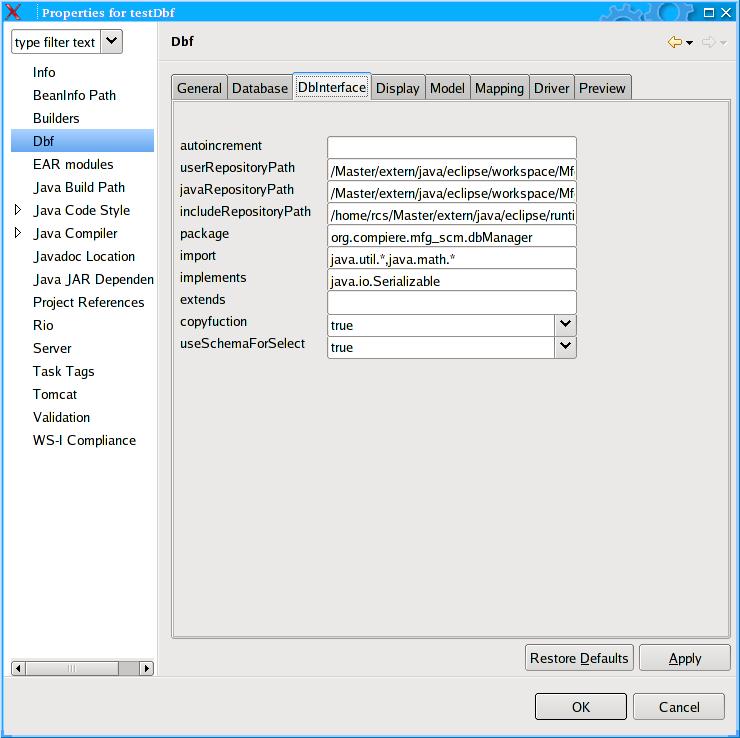 Properties for testDbf
type filter text
Info
BeanInfo Path
Builders
Dbf
EAR modules
Java Build Path
Java Code Style
Java Compiler
Javadoc Location
Java JAR Dependen
Project References
Rio
Server
Task Tags
Tomcat
Validation
WS-I Compliance
Dbf
General Database DbInterface Display Model Mapping Driver Preview
autoincrement
userRepositoryPath /Master/extern/java/eclipse/workspace/Mf
javaRepositoryPath /Master/extern/java/eclipse/workspace/Mf
includeRepositoryPath /home/rcs/Master/extern/java/eclipse/runti
package org.compiere.mfg_scm.dbManager
import java.util.*,java.math.*
implements java.io.Serializable
extends
copyfuction true
useSchemaForSelect true
Restore Defaults Apply
OK Cancel